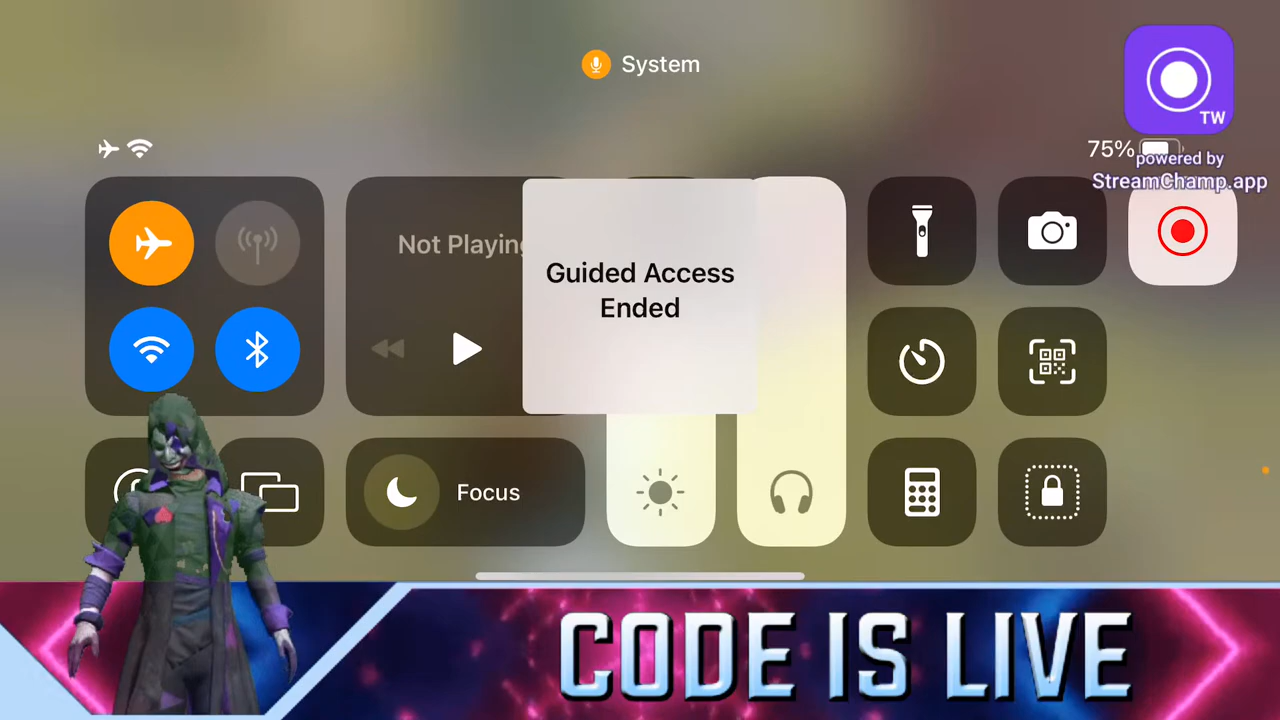 System
TW
75%
powered by
StreamChamp.app
Not Playing
Guided Access
Ended
Focus
CODE IS LIVE